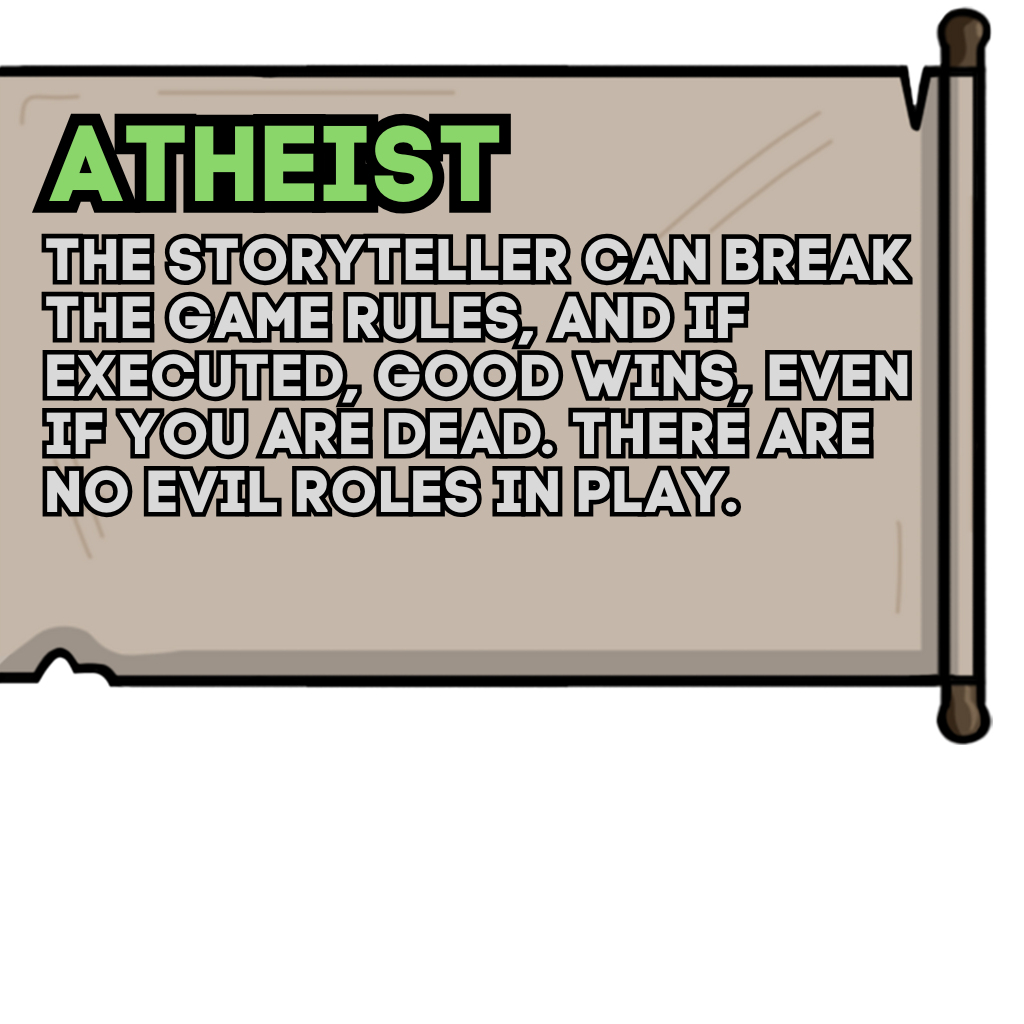 ATHEIST
THE STORYTELLER CAN BREAK
THE GAME RULES, AND IF
EXECUTED, GOOD WINS, EVEN
IF YOU ARE DEAD. THERE ARE
NO EVIL ROLES IN PLAY.